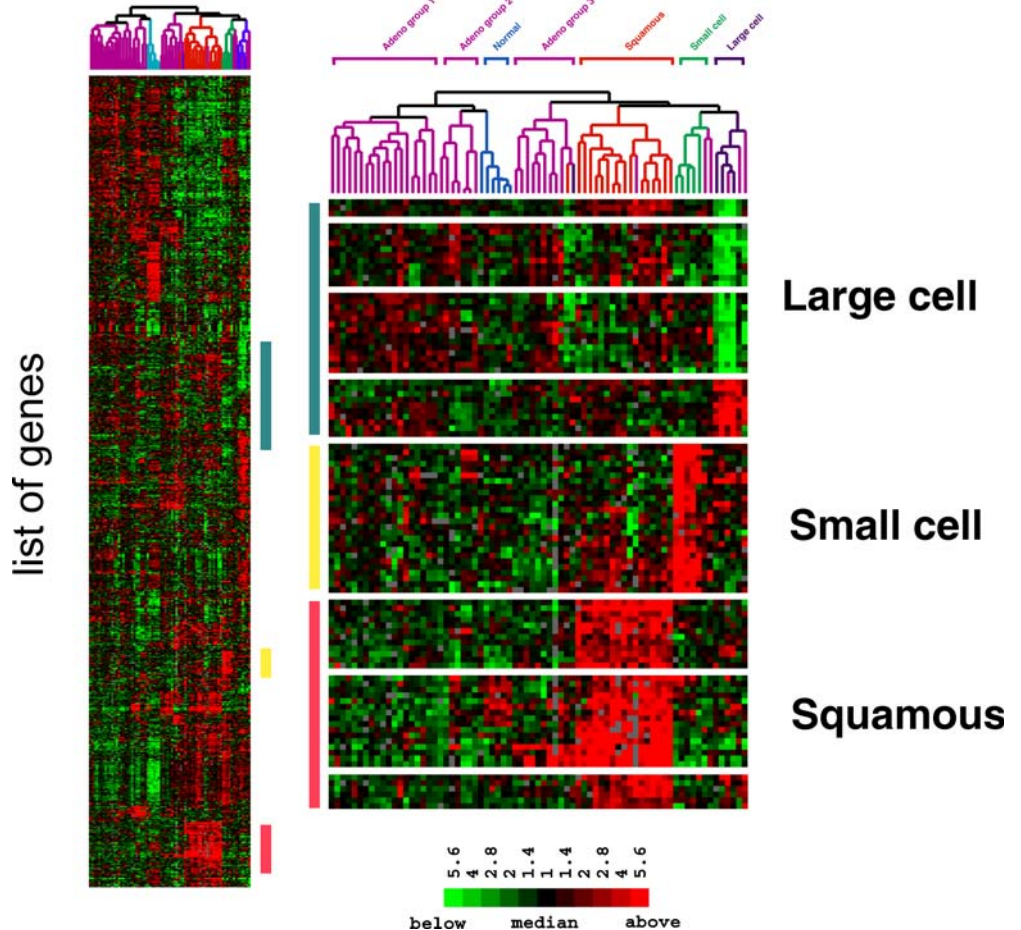 Adeno group 1
Adeno group 2
Normal
Adeno group 3
Squamous
Small cell
Large cell
list of genes
Large cell
Small cell
Squamous
5.6 4 2.8 2 1.4 1 1.4 2 2.8 4 5.6
below median above